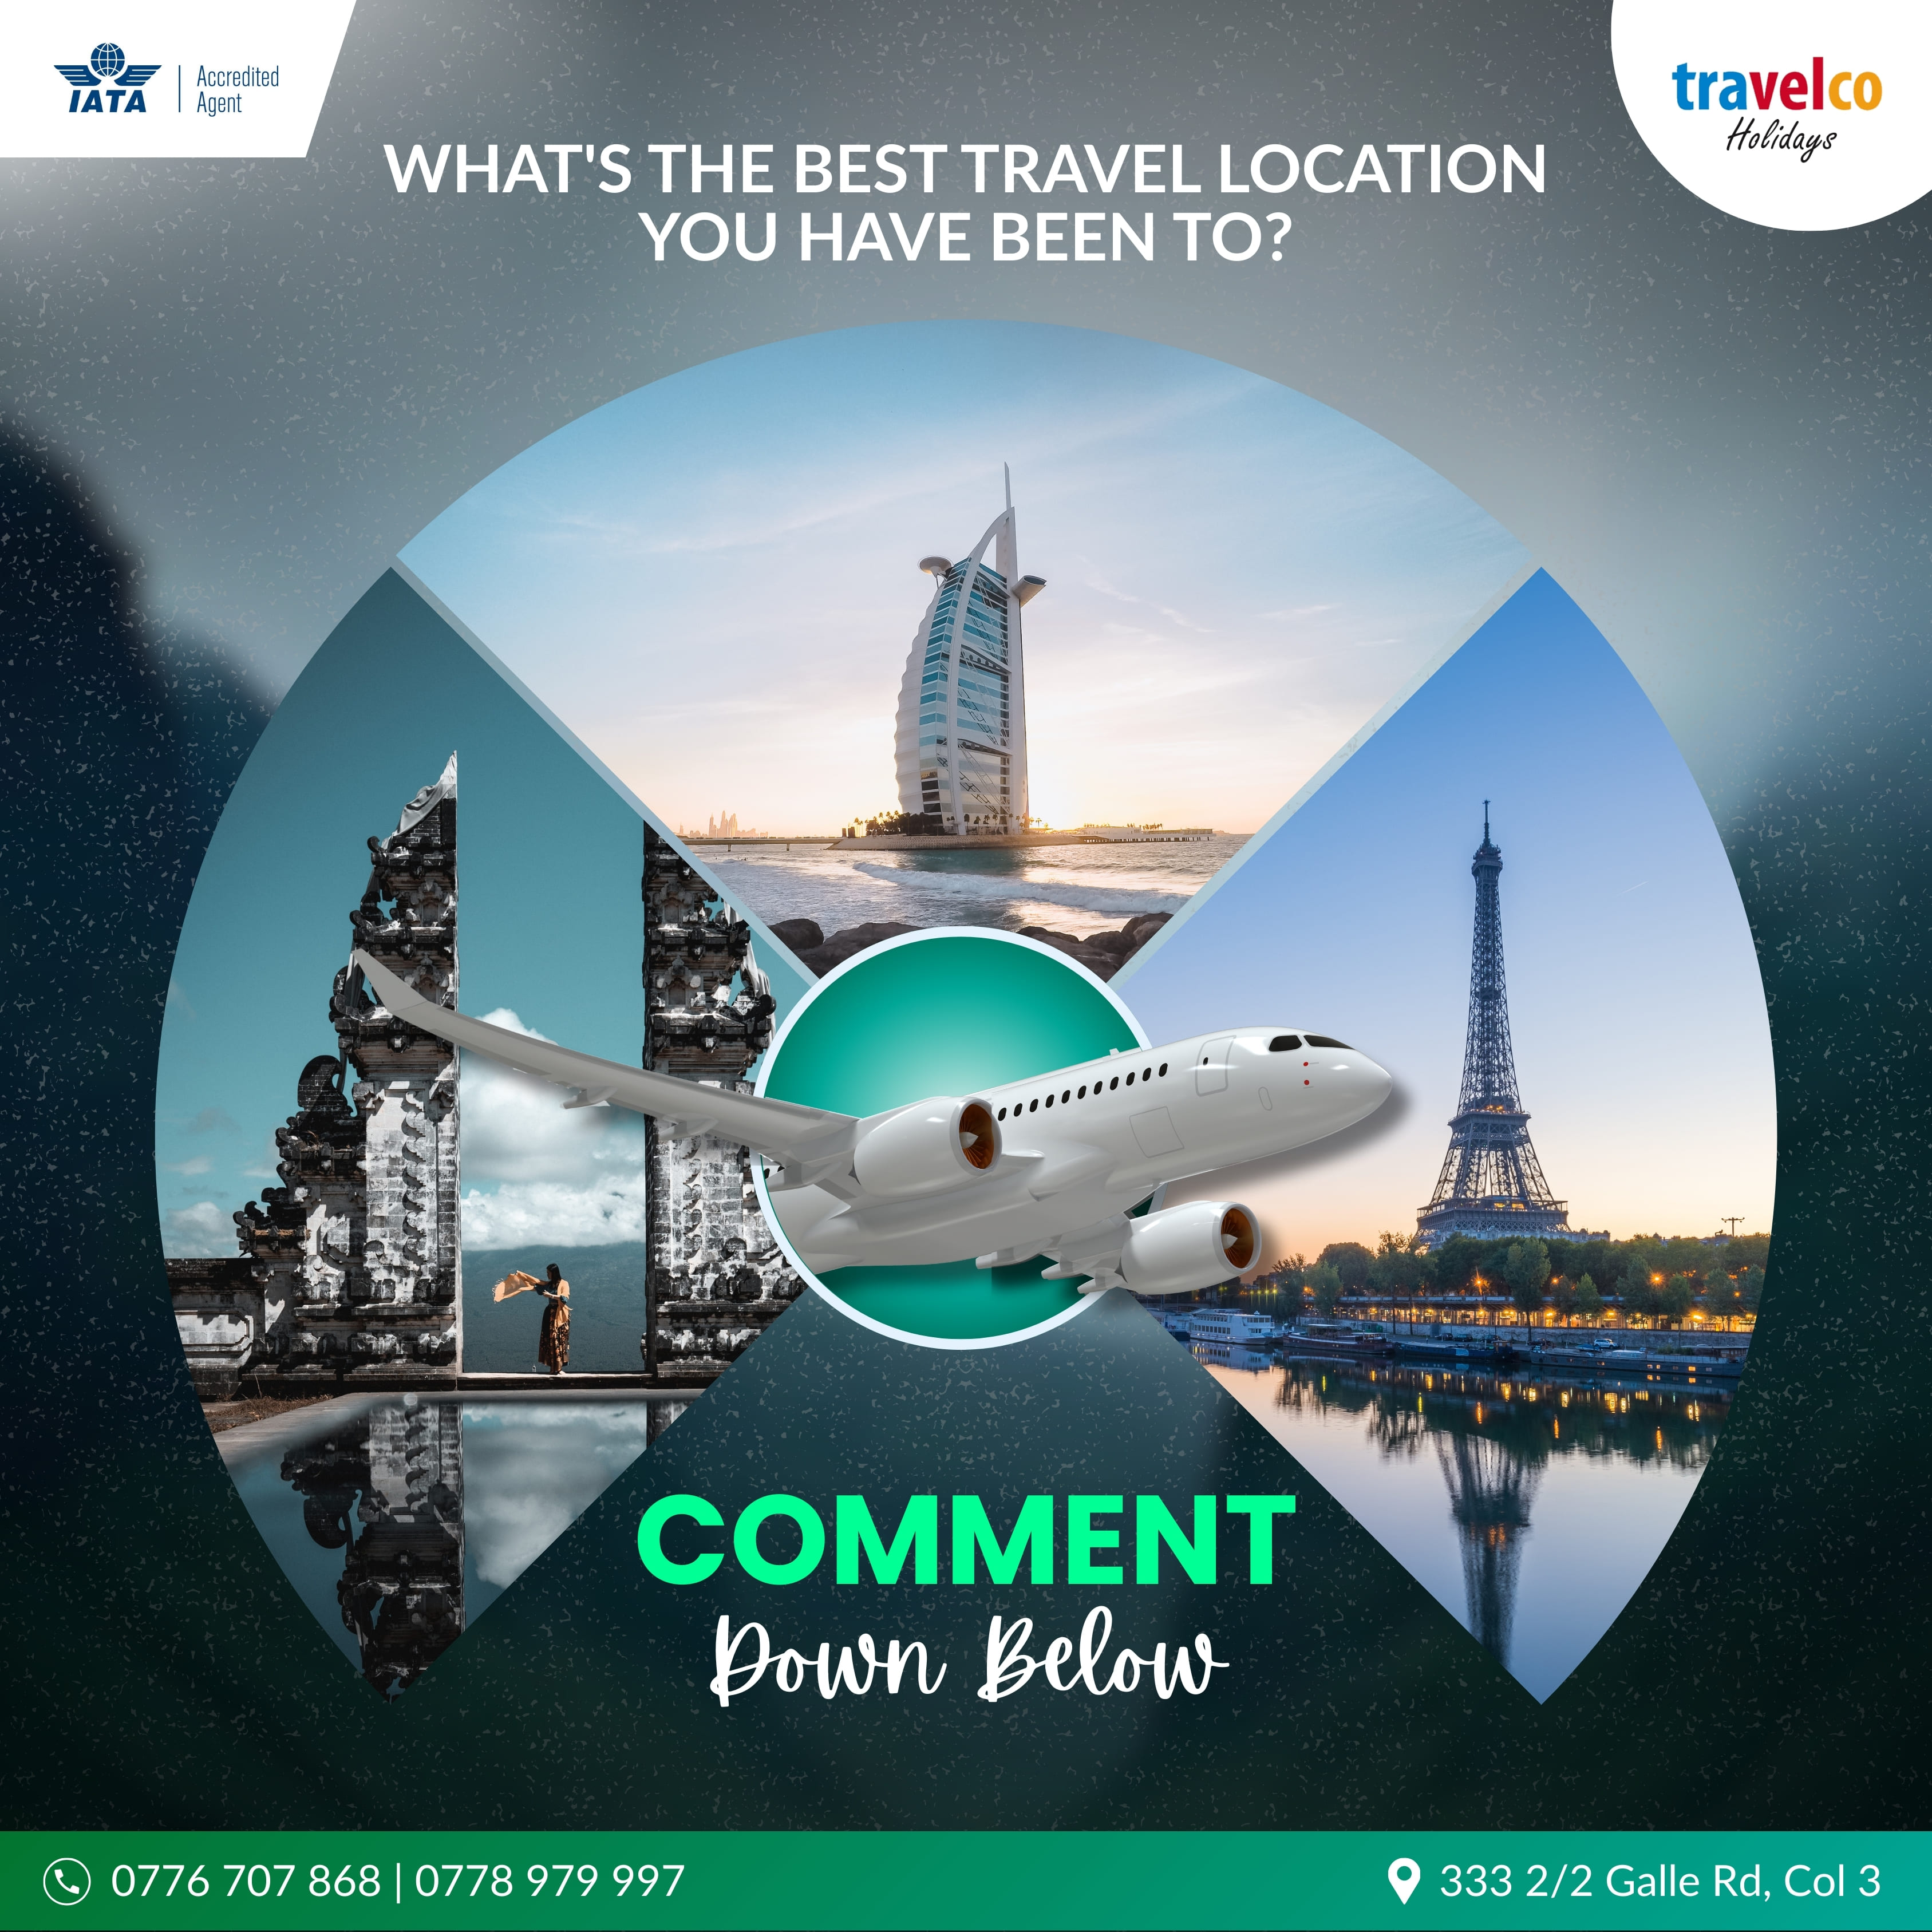 IATA
Accredited
Agent
travelco
Holidays
WHAT'S THE BEST TRAVEL LOCATION
YOU HAVE BEEN TO?
COMMENT
Down Below
0776 707 868 | 0778 979 997
333 2/2 Galle Rd, Col 3